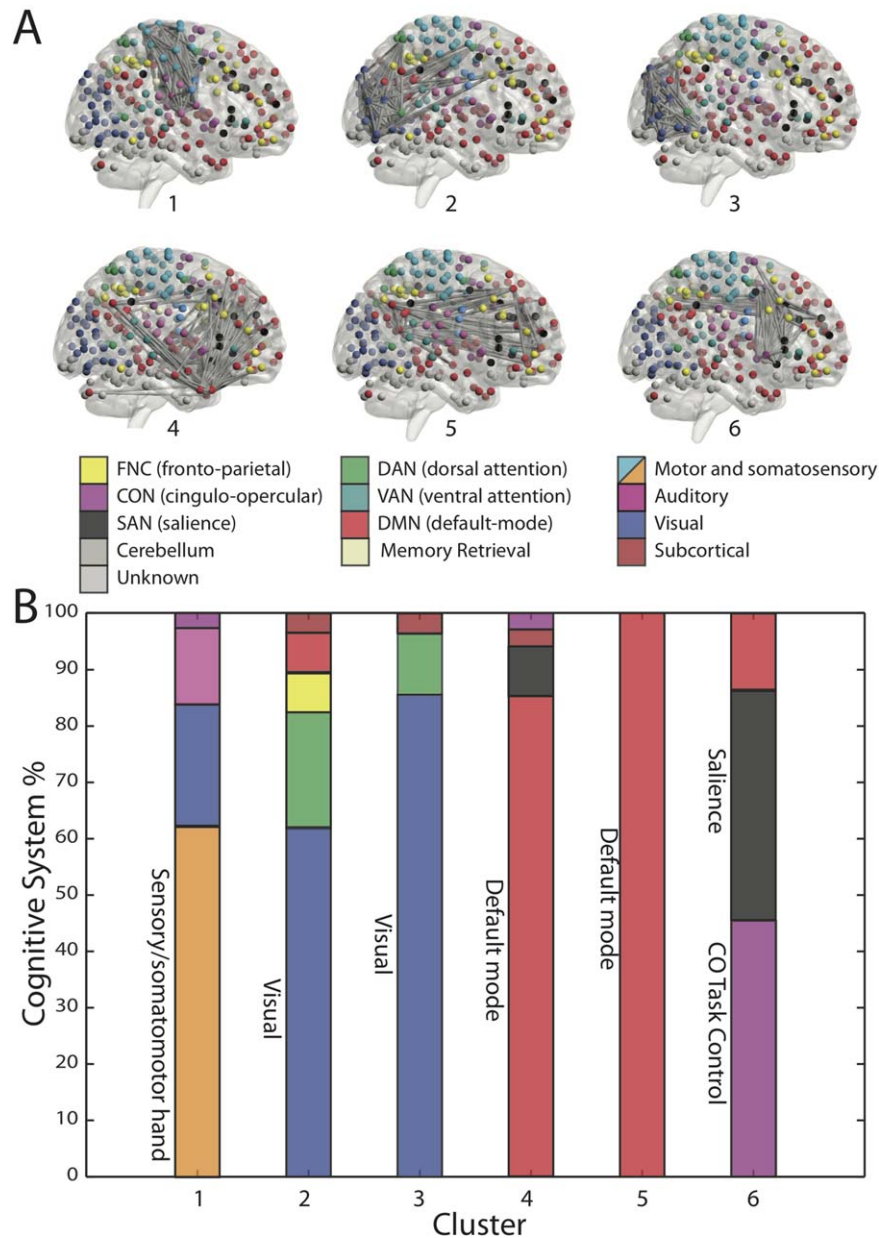 A
1
2
3
4
5
6
FNC (fronto-parietal)
CON (cingulo-opercular)
SAN (salience)
Cerebellum
Unknown
DAN (dorsal attention)
VAN (ventral attention)
DMN (default-mode)
Memory Retrieval
Motor and somatosensory
Auditory
Visual
Subcortical
B
Cognitive System %
100
90
80
70
60
50
40
30
20
10
0
Sensory/somatomotor hand
Visual
Visual
Default mode
Default mode
Salience
CO Task Control
1
2
3
4
5
6
Cluster